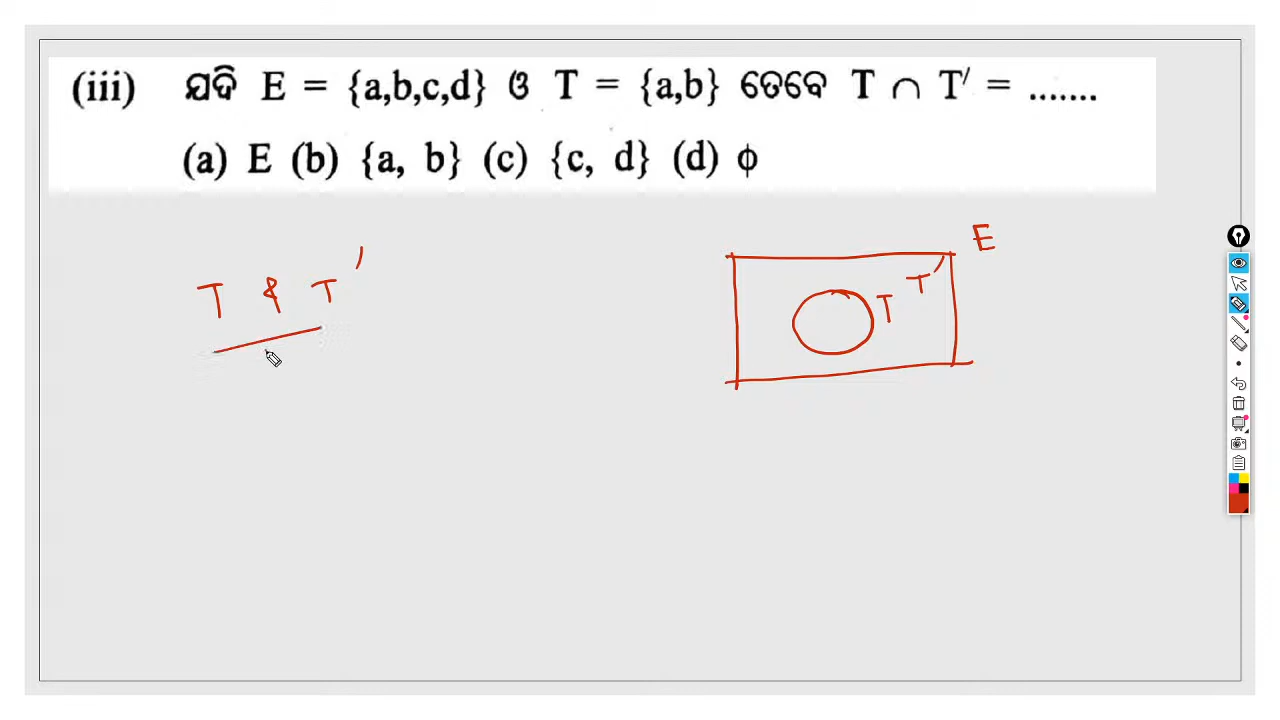 (iii) ଯଦି E = {a,b,c,d} ଓ T = {a,b} ତେବେ T ∩ T′ = .......
(a) E (b) {a, b} (c) {c, d} (d) ϕ
T & T′
E
T T′